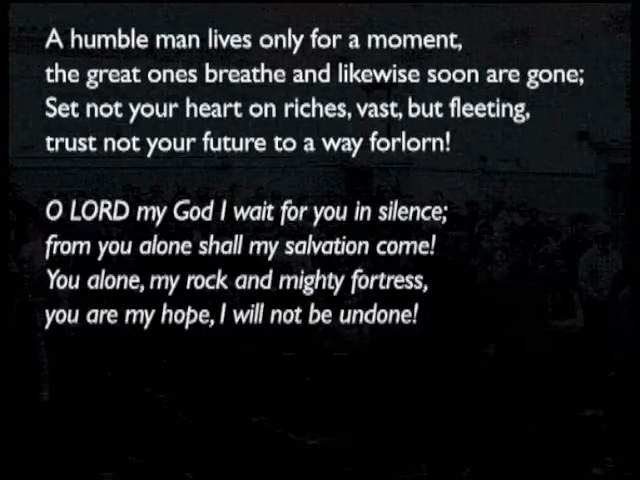 A humble man lives only for a moment,
the great ones breathe and likewise soon are gone;
Set not your heart on riches, vast, but fleeting,
trust not your future to a way forlorn!
O LORD my God I wait for you in silence;
from you alone shall my salvation come!
You alone, my rock and mighty fortress,
you are my hope, I will not be undone!